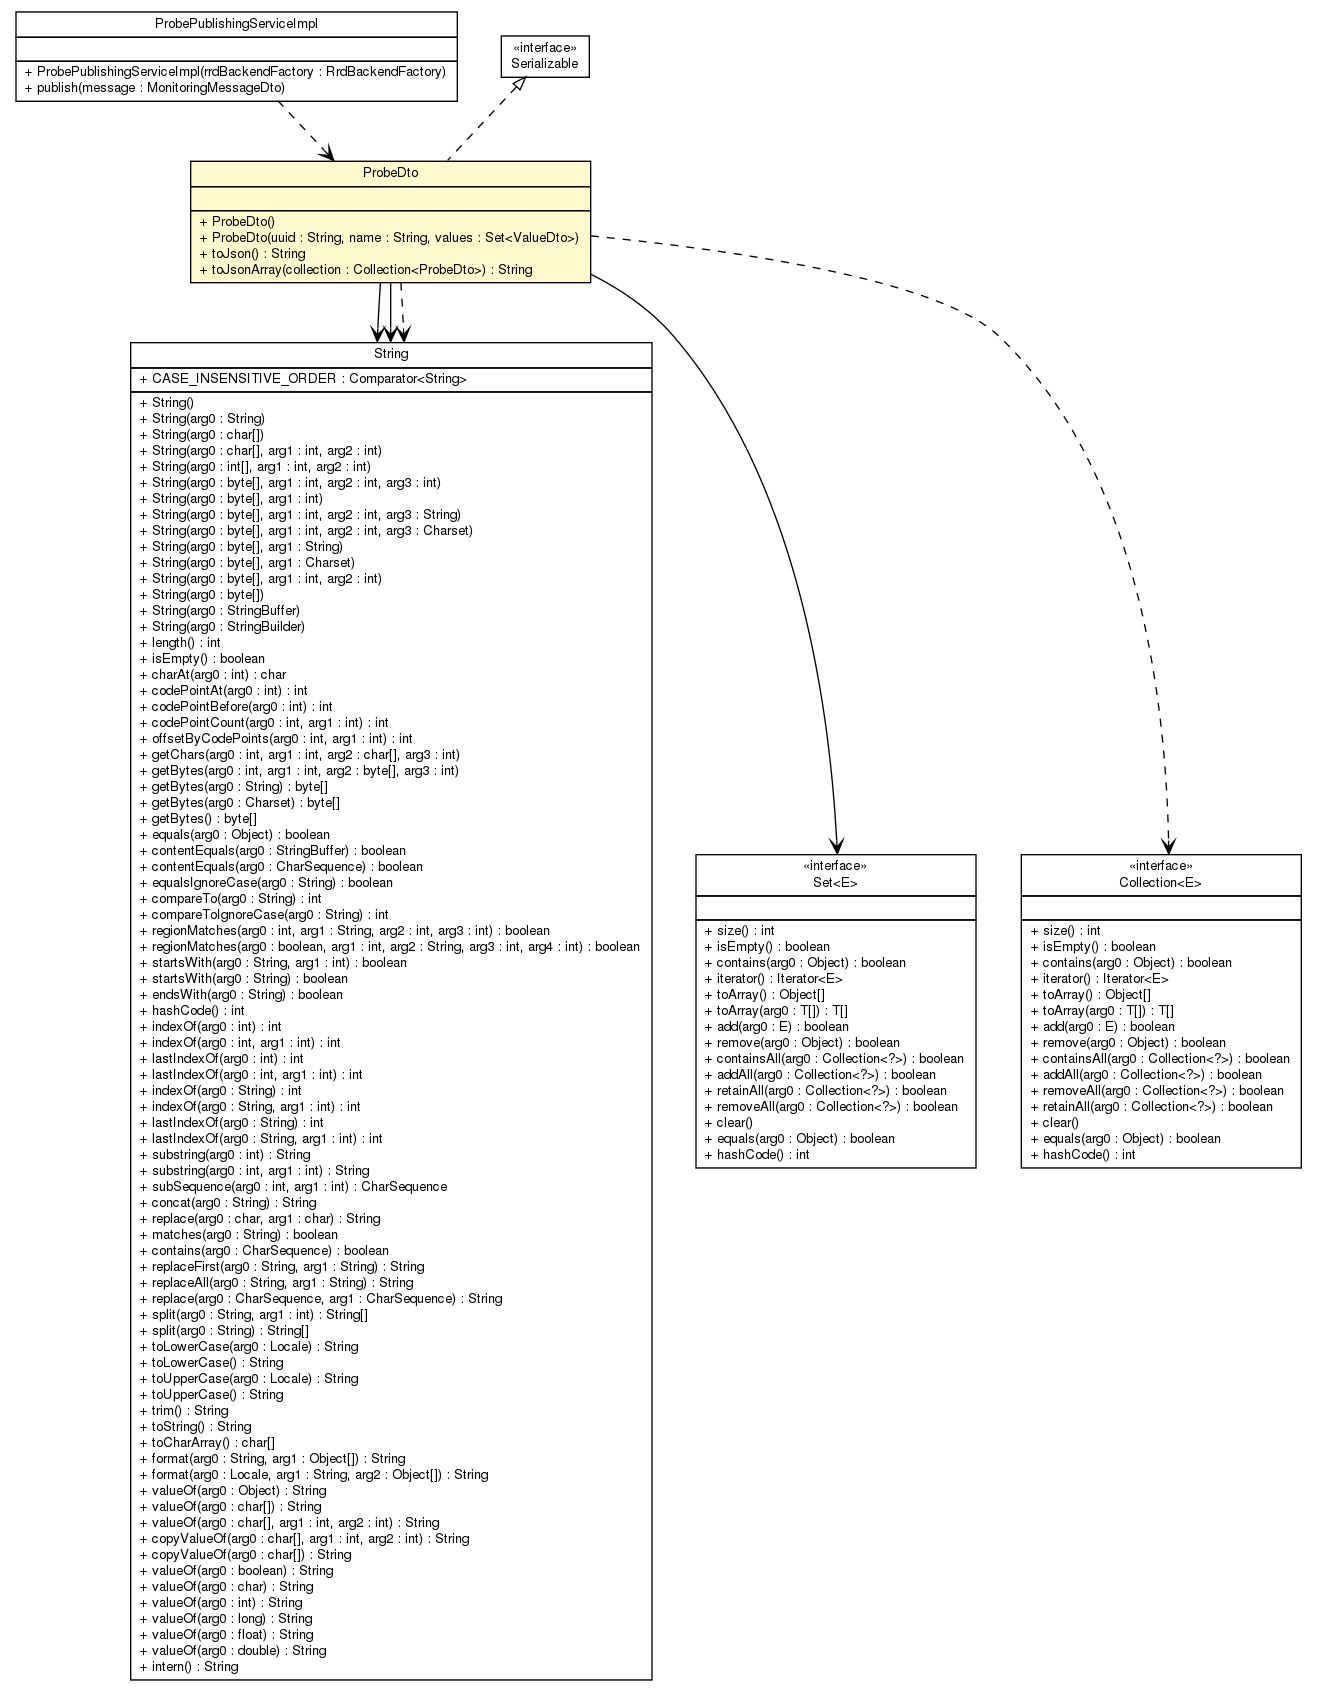 ProbePublishingServiceImpl
+ ProbePublishingServiceImpl(rrdBackendFactory : RrdBackendFactory)
+ publish(message : MonitoringMessageDto)
«interface»
Serializable
ProbeDto
+ ProbeDto()
+ ProbeDto(uuid : String, name : String, values : Set<ValueDto>)
+ toJson() : String
+ toJsonArray(collection : Collection<ProbeDto>) : String
String
+ CASE_INSENSITIVE_ORDER : Comparator<String>
+ String()
+ String(arg0 : String)
+ String(arg0 : char[])
+ String(arg0 : char[], arg1 : int, arg2 : int)
+ String(arg0 : int[], arg1 : int, arg2 : int)
+ String(arg0 : byte[], arg1 : int, arg2 : int, arg3 : int)
+ String(arg0 : byte[], arg1 : int)
+ String(arg0 : byte[], arg1 : int, arg2 : int, arg3 : String)
+ String(arg0 : byte[], arg1 : int, arg2 : int, arg3 : Charset)
+ String(arg0 : byte[], arg1 : String)
+ String(arg0 : byte[], arg1 : Charset)
+ String(arg0 : byte[], arg1 : int, arg2 : int)
+ String(arg0 : byte[])
+ String(arg0 : StringBuffer)
+ String(arg0 : StringBuilder)
+ length() : int
+ isEmpty() : boolean
+ charAt(arg0 : int) : char
+ codePointAt(arg0 : int) : int
+ codePointBefore(arg0 : int) : int
+ codePointCount(arg0 : int, arg1 : int) : int
+ offsetByCodePoints(arg0 : int, arg1 : int) : int
+ getChars(arg0 : int, arg1 : int, arg2 : char[], arg3 : int)
+ getBytes(arg0 : int, arg1 : int, arg2 : byte[], arg3 : int)
+ getBytes(arg0 : String) : byte[]
+ getBytes(arg0 : Charset) : byte[]
+ getBytes() : byte[]
+ equals(arg0 : Object) : boolean
+ contentEquals(arg0 : StringBuffer) : boolean
+ contentEquals(arg0 : CharSequence) : boolean
+ equalsIgnoreCase(arg0 : String) : boolean
+ compareTo(arg0 : String) : int
+ compareToIgnoreCase(arg0 : String) : int
+ regionMatches(arg0 : int, arg1 : String, arg2 : int, arg3 : int) : boolean
+ regionMatches(arg0 : boolean, arg1 : int, arg2 : String, arg3 : int, arg4 : int) : boolean
+ startsWith(arg0 : String, arg1 : int) : boolean
+ startsWith(arg0 : String) : boolean
+ endsWith(arg0 : String) : boolean
+ hashCode() : int
+ indexOf(arg0 : int) : int
+ indexOf(arg0 : int, arg1 : int) : int
+ lastIndexOf(arg0 : int) : int
+ lastIndexOf(arg0 : int, arg1 : int) : int
+ indexOf(arg0 : String) : int
+ indexOf(arg0 : String, arg1 : int) : int
+ lastIndexOf(arg0 : String) : int
+ lastIndexOf(arg0 : String, arg1 : int) : int
+ substring(arg0 : int) : String
+ substring(arg0 : int, arg1 : int) : String
+ subSequence(arg0 : int, arg1 : int) : CharSequence
+ concat(arg0 : String) : String
+ replace(arg0 : char, arg1 : char) : String
+ matches(arg0 : String) : boolean
+ contains(arg0 : CharSequence) : boolean
+ replaceFirst(arg0 : String, arg1 : String) : String
+ replaceAll(arg0 : String, arg1 : String) : String
+ replace(arg0 : CharSequence, arg1 : CharSequence) : String
+ split(arg0 : String, arg1 : int) : String[]
+ split(arg0 : String) : String[]
+ toLowerCase(arg0 : Locale) : String
+ toLowerCase() : String
+ toUpperCase(arg0 : Locale) : String
+ toUpperCase() : String
+ trim() : String
+ toString() : String
+ toCharArray() : char[]
+ format(arg0 : String, arg1 : Object[]) : String
+ format(arg0 : Locale, arg1 : String, arg2 : Object[]) : String
+ valueOf(arg0 : Object) : String
+ valueOf(arg0 : char[]) : String
+ valueOf(arg0 : char[], arg1 : int, arg2 : int) : String
+ copyValueOf(arg0 : char[], arg1 : int, arg2 : int) : String
+ copyValueOf(arg0 : char[]) : String
+ valueOf(arg0 : boolean) : String
+ valueOf(arg0 : char) : String
+ valueOf(arg0 : int) : String
+ valueOf(arg0 : long) : String
+ valueOf(arg0 : float) : String
+ valueOf(arg0 : double) : String
+ intern() : String
«interface»
Set<E>
+ size() : int
+ isEmpty() : boolean
+ contains(arg0 : Object) : boolean
+ iterator() : Iterator<E>
+ toArray() : Object[]
+ toArray(arg0 : T[]) : T[]
+ add(arg0 : E) : boolean
+ remove(arg0 : Object) : boolean
+ containsAll(arg0 : Collection<?>) : boolean
+ addAll(arg0 : Collection<?>) : boolean
+ retainAll(arg0 : Collection<?>) : boolean
+ removeAll(arg0 : Collection<?>) : boolean
+ clear()
+ equals(arg0 : Object) : boolean
+ hashCode() : int
«interface»
Collection<E>
+ size() : int
+ isEmpty() : boolean
+ contains(arg0 : Object) : boolean
+ iterator() : Iterator<E>
+ toArray() : Object[]
+ toArray(arg0 : T[]) : T[]
+ add(arg0 : E) : boolean
+ remove(arg0 : Object) : boolean
+ containsAll(arg0 : Collection<?>) : boolean
+ addAll(arg0 : Collection<?>) : boolean
+ removeAll(arg0 : Collection<?>) : boolean
+ retainAll(arg0 : Collection<?>) : boolean
+ clear()
+ equals(arg0 : Object) : boolean
+ hashCode() : int